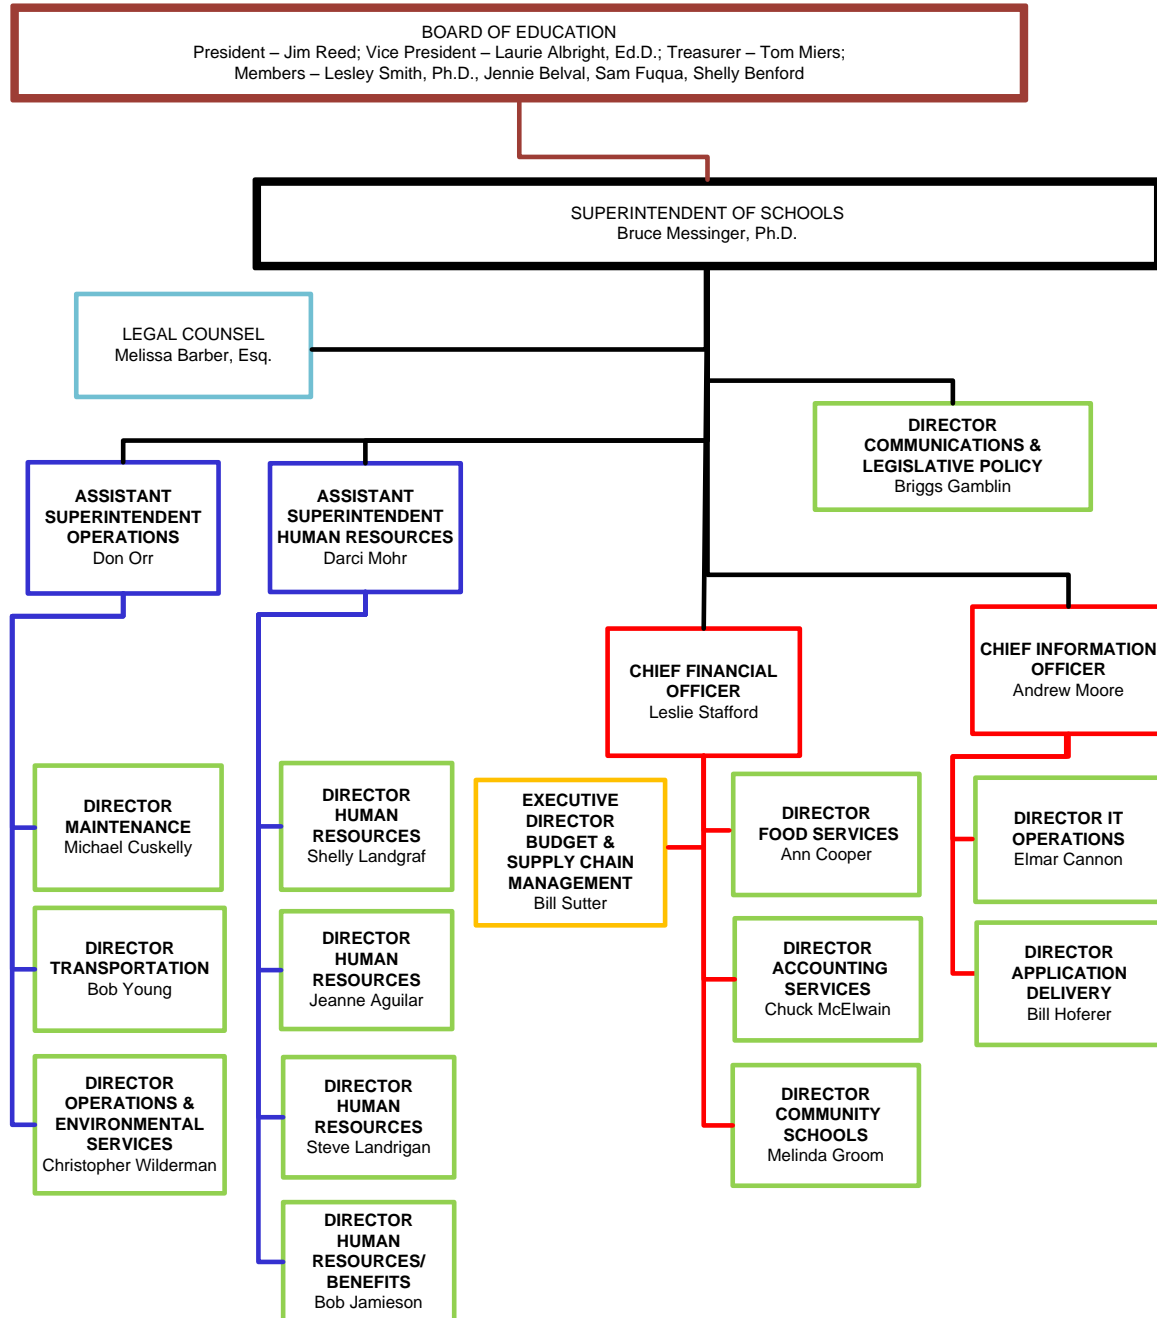 BOARD OF EDUCATION
President – Jim Reed; Vice President – Laurie Albright, Ed.D.; Treasurer – Tom Miers;
Members – Lesley Smith, Ph.D., Jennie Belval, Sam Fuqua, Shelly Benford
SUPERINTENDENT OF SCHOOLS
Bruce Messinger, Ph.D.
LEGAL COUNSEL
Melissa Barber, Esq.
DIRECTOR
COMMUNICATIONS &
LEGISLATIVE POLICY
Briggs Gamblin
ASSISTANT
SUPERINTENDENT
OPERATIONS
Don Orr
ASSISTANT
SUPERINTENDENT
HUMAN RESOURCES
Darci Mohr
CHIEF FINANCIAL
OFFICER
Leslie Stafford
CHIEF INFORMATION
OFFICER
Andrew Moore
DIRECTOR
MAINTENANCE
Michael Cuskelly
DIRECTOR
HUMAN
RESOURCES
Shelly Landgraf
EXECUTIVE
DIRECTOR
BUDGET &
SUPPLY CHAIN
MANAGEMENT
Bill Sutter
DIRECTOR
FOOD SERVICES
Ann Cooper
DIRECTOR IT
OPERATIONS
Elmar Cannon
DIRECTOR
TRANSPORTATION
Bob Young
DIRECTOR
HUMAN
RESOURCES
Jeanne Aguilar
DIRECTOR
ACCOUNTING
SERVICES
Chuck McElwain
DIRECTOR
APPLICATION
DELIVERY
Bill Hoferer
DIRECTOR
OPERATIONS &
ENVIRONMENTAL
SERVICES
Christopher Wilderman
DIRECTOR
HUMAN
RESOURCES
Steve Landrigan
DIRECTOR
COMMUNITY
SCHOOLS
Melinda Groom
DIRECTOR
HUMAN
RESOURCES/
BENEFITS
Bob Jamieson